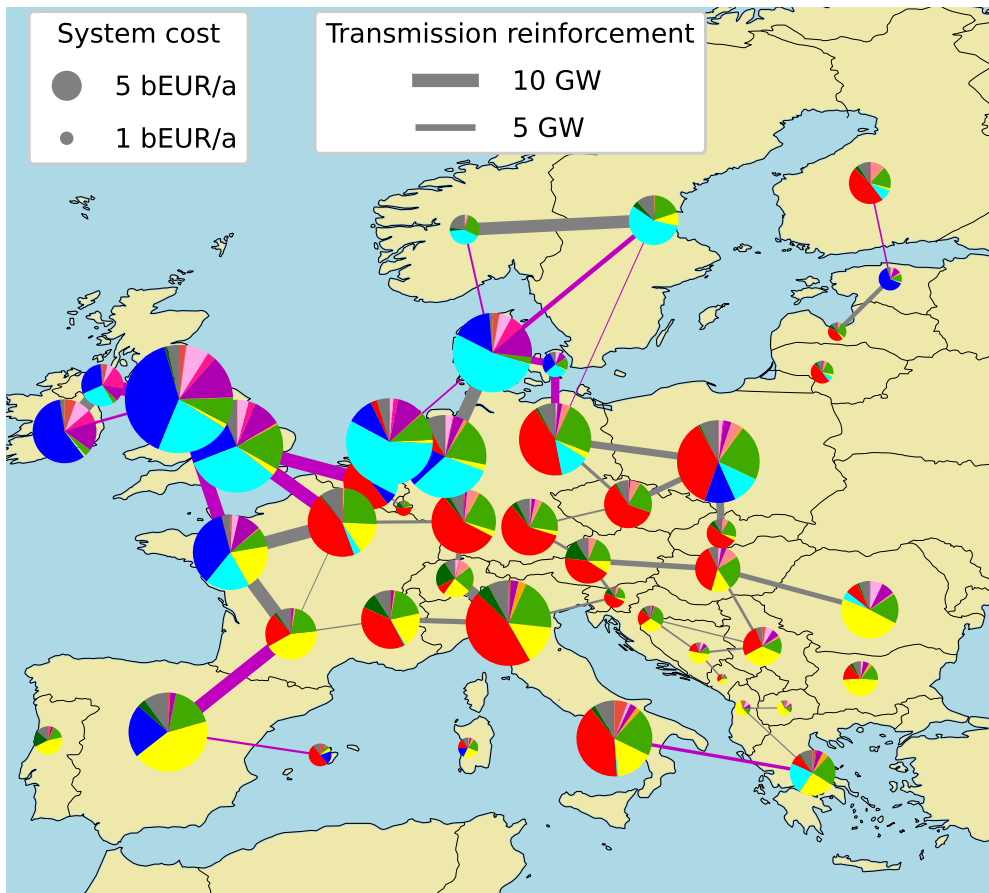 System cost
5 bEUR/a
1 bEUR/a
Transmission reinforcement
10 GW
5 GW